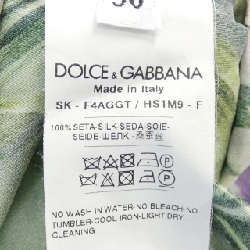 DOLCE & GABBANA
Made in Italy
SK - F4AGGT / HS1M9 - F
100% SETA-SILK-SEDA-SOIE-
SEIDE-ШЕЛК-
NO WASH IN WATER-NO BLEACH-NO
TUMBLER-COOL IRON-LIGHT DRY
CLEANING